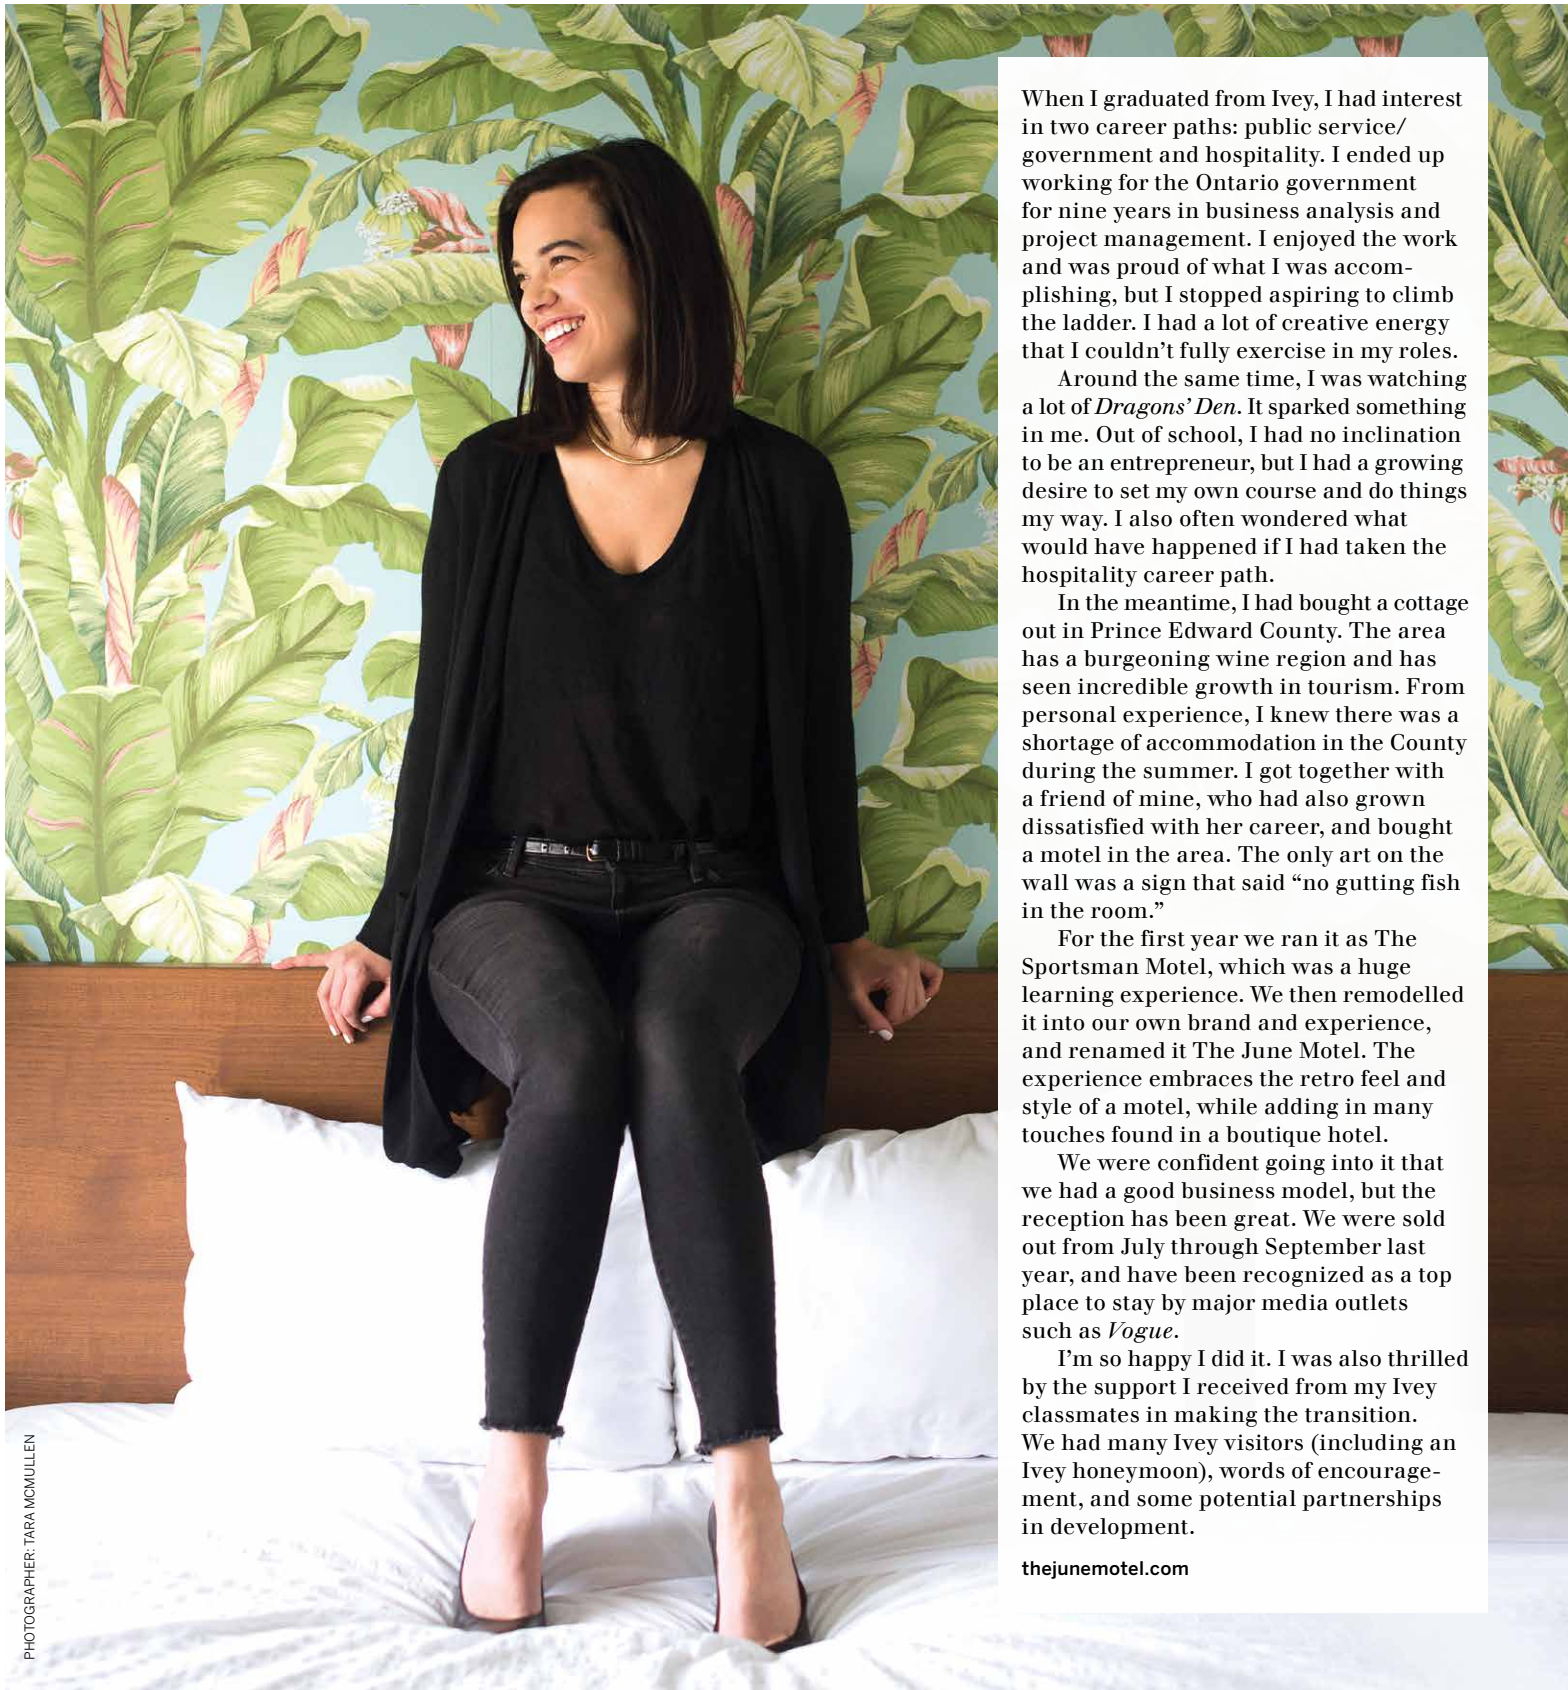 When I graduated from Ivey, I had interest
in two career paths: public service/
government and hospitality. I ended up
working for the Ontario government
for nine years in business analysis and
project management. I enjoyed the work
and was proud of what I was accom-
plishing, but I stopped aspiring to climb
the ladder. I had a lot of creative energy
that I couldn’t fully exercise in my roles.
Around the same time, I was watching
a lot of Dragons’ Den. It sparked something
in me. Out of school, I had no inclination
to be an entrepreneur, but I had a growing
desire to set my own course and do things
my way. I also often wondered what
would have happened if I had taken the
hospitality career path.
In the meantime, I had bought a cottage
out in Prince Edward County. The area
has a burgeoning wine region and has
seen incredible growth in tourism. From
personal experience, I knew there was a
shortage of accommodation in the County
during the summer. I got together with
a friend of mine, who had also grown
dissatisfied with her career, and bought
a motel in the area. The only art on the
wall was a sign that said “no gutting fish
in the room.”
For the first year we ran it as The
Sportsman Motel, which was a huge
learning experience. We then remodelled
it into our own brand and experience,
and renamed it The June Motel. The
experience embraces the retro feel and
style of a motel, while adding in many
touches found in a boutique hotel.
We were confident going into it that
we had a good business model, but the
reception has been great. We were sold
out from July through September last
year, and have been recognized as a top
place to stay by major media outlets
such as Vogue.
I’m so happy I did it. I was also thrilled
by the support I received from my Ivey
classmates in making the transition.
We had many Ivey visitors (including an
Ivey honeymoon), words of encourage-
ment, and some potential partnerships
in development.
thejunemotel.com
PHOTOGRAPHER: TARA MCMULLEN